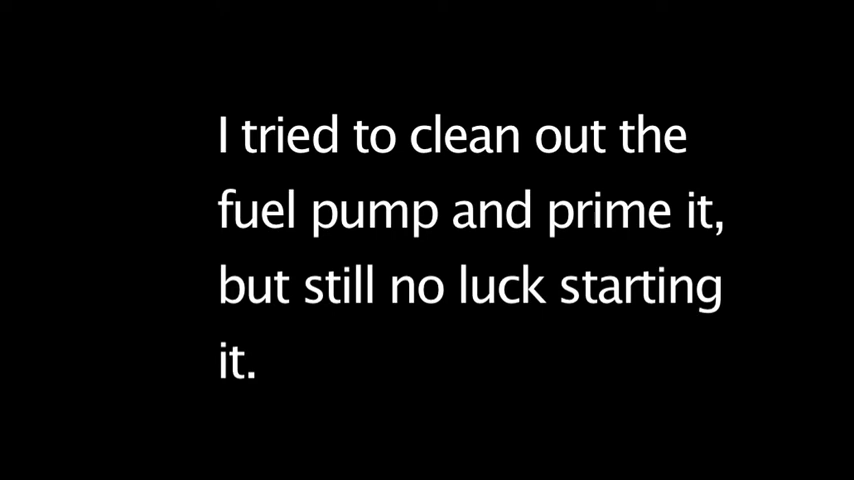 I tried to clean out the
fuel pump and prime it,
but still no luck starting
it.